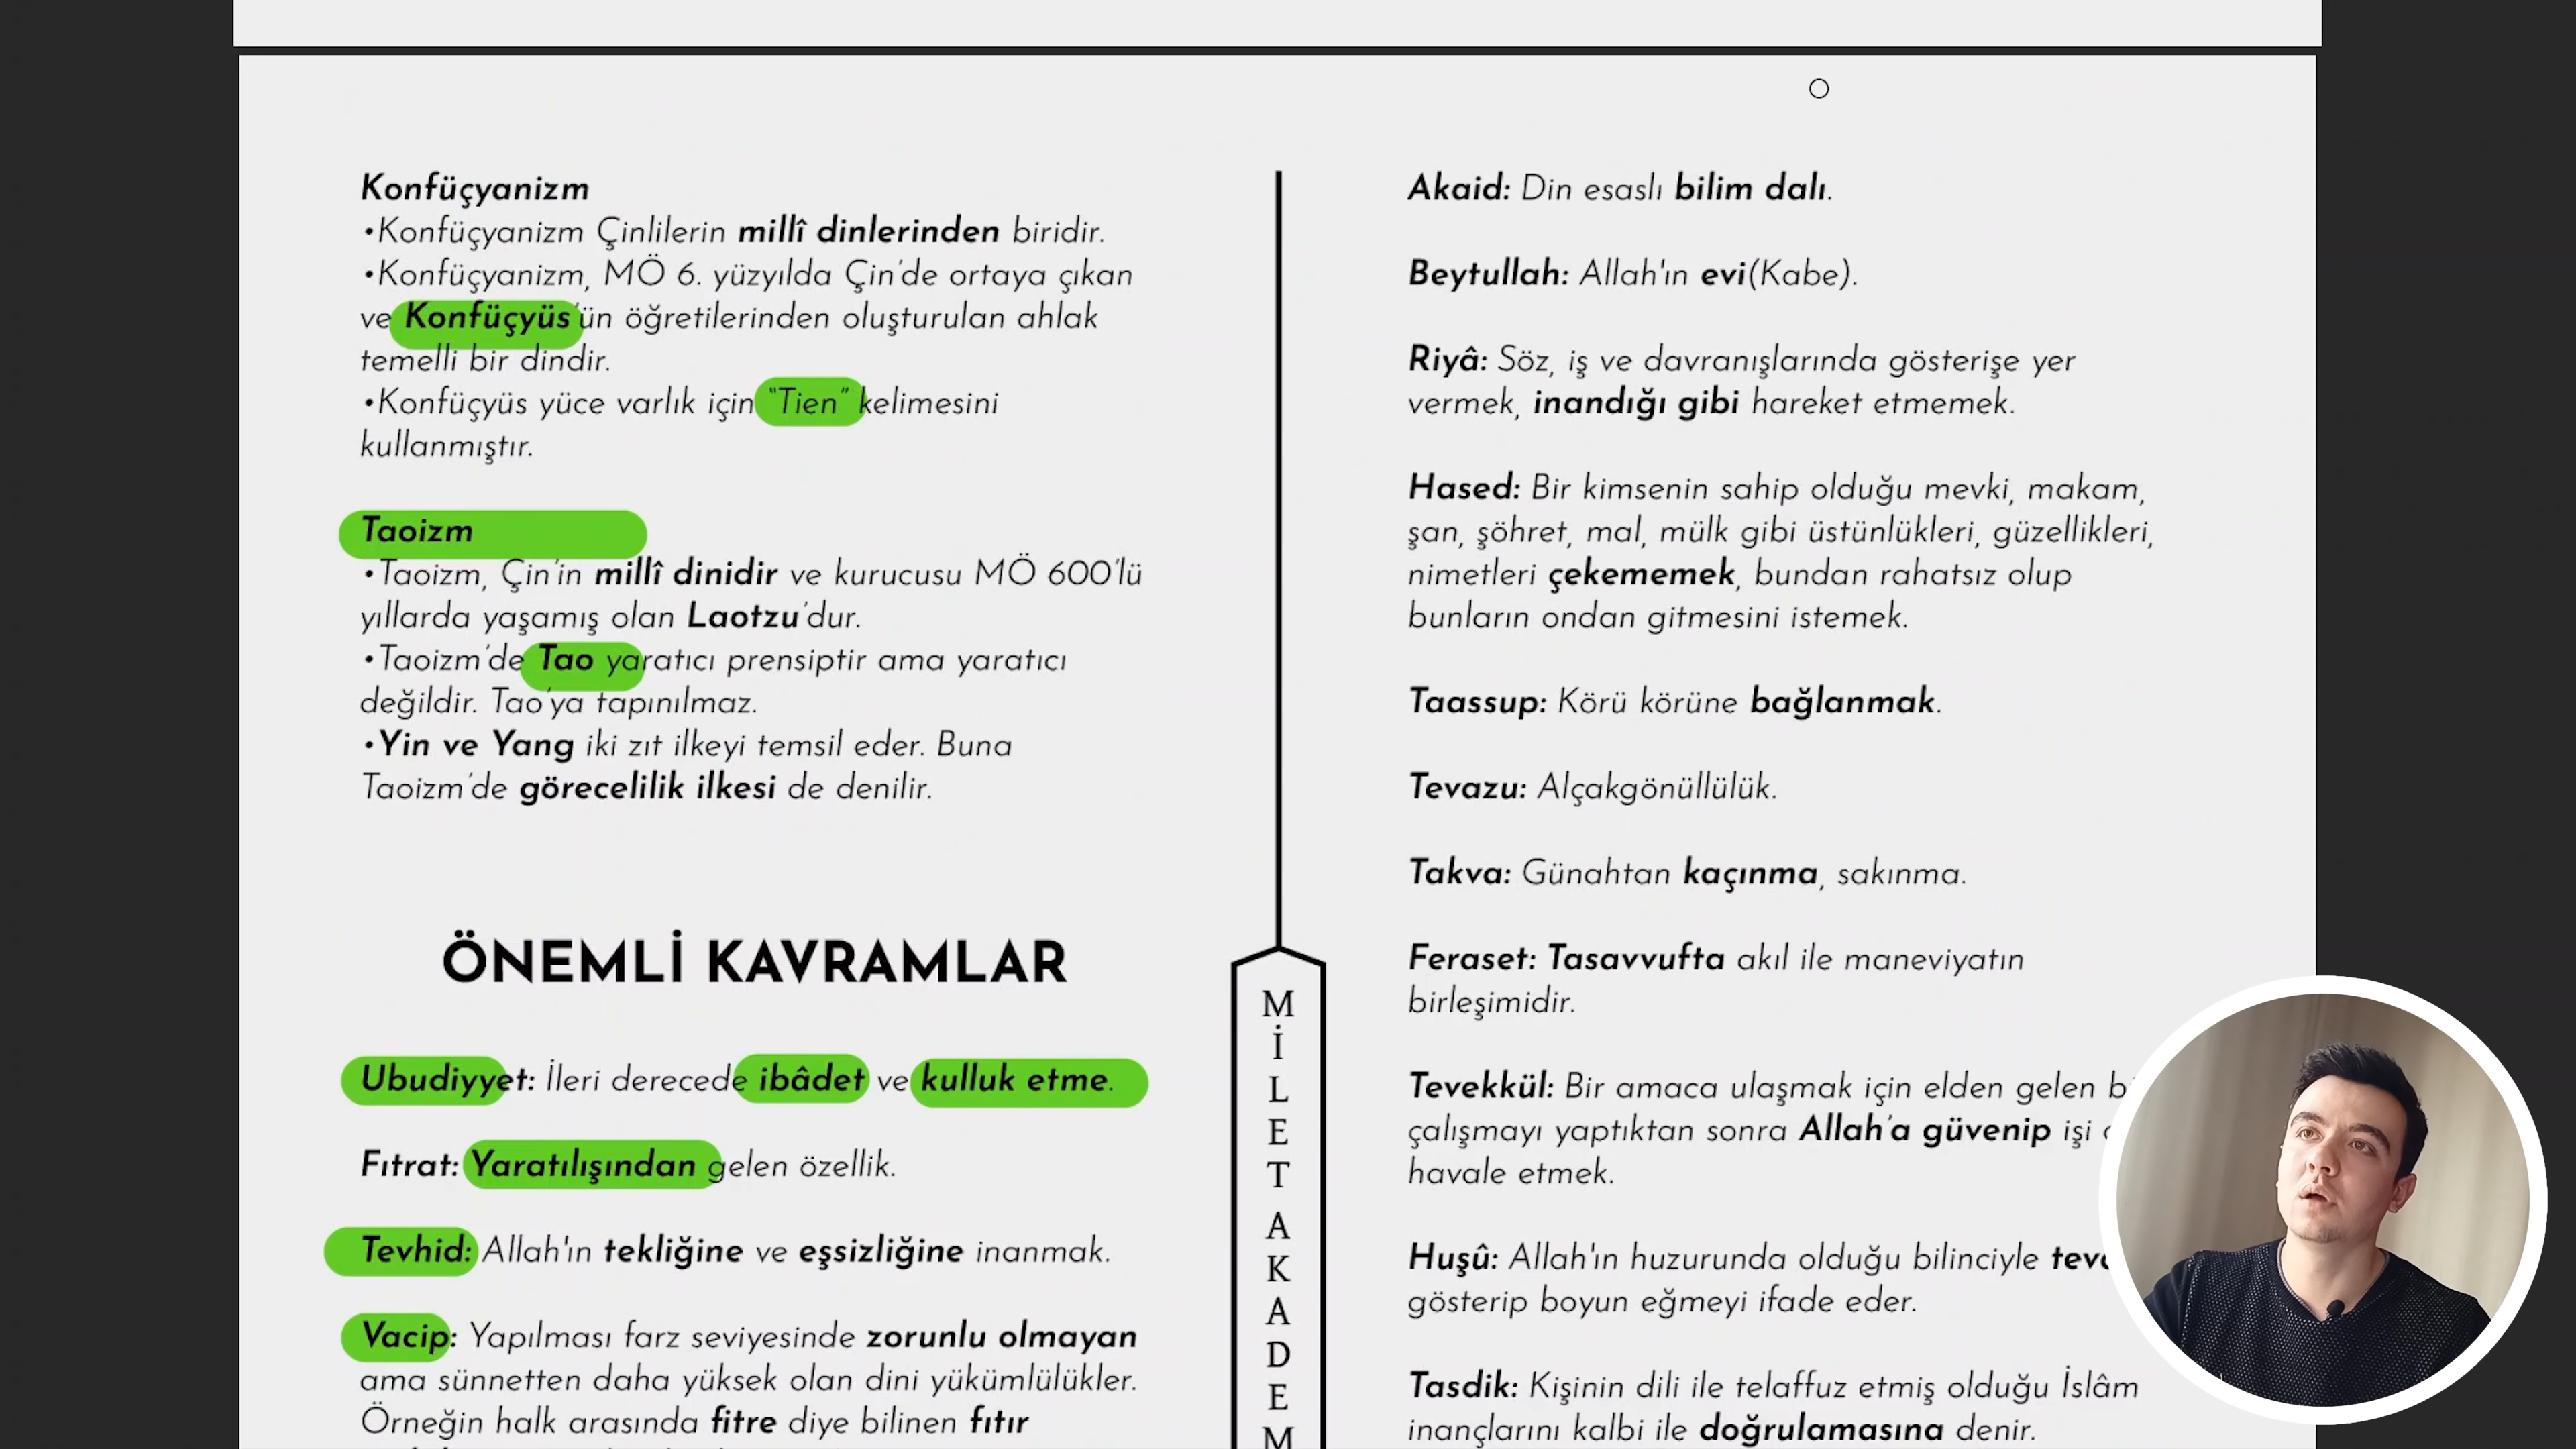 Konfüçyanizm
•Konfüçyanizm Çinlilerin millî dinlerinden biridir.
•Konfüçyanizm, MÖ 6. yüzyılda Çin'de ortaya çıkan
ve Konfüçyüs'ün öğretilerinden oluşturulan ahlak
temelli bir dindir.
•Konfüçyüs yüce varlık için "Tien" kelimesini
kullanmıştır.
Taoizm
•Taoizm, Çin'in millî dinidir ve kurucusu MÖ 600'lü
yıllarda yaşamış olan Laotzu'dur.
•Taoizm'de Tao yaratıcı prensiptir ama yaratıcı
değildir. Tao'ya tapınılmaz.
•Yin ve Yang iki zıt ilkeyi temsil eder. Buna
Taoizm'de görecelilik ilkesi de denilir.
ÖNEMLİ KAVRAMLAR
Ubudiyyet: İleri derecede ibâdet ve kulluk etme.
Fıtrat: Yaratılışından gelen özellik.
Tevhid: Allah'ın tekliğine ve eşsizliğine inanmak.
Vacip: Yapılması farz seviyesinde zorunlu olmayan
ama sünnetten daha yüksek olan dini yükümlülükler.
Örneğin halk arasında fitre diye bilinen fıtır
MİLET AKADEM
Akaid: Din esaslı bilim dalı.
Beytullah: Allah'ın evi(Kabe).
Riyâ: Söz, iş ve davranışlarında gösterişe yer
vermek, inandığı gibi hareket etmemek.
Hased: Bir kimsenin sahip olduğu mevki, makam,
şan, şöhret, mal, mülk gibi üstünlükleri, güzellikleri,
nimetleri çekememek, bundan rahatsız olup
bunların ondan gitmesini istemek.
Taassup: Körü körüne bağlanmak.
Tevazu: Alçakgönüllülük.
Takva: Günahtan kaçınma, sakınma.
Feraset: Tasavvufta akıl ile maneviyatın
birleşimidir.
Tevekkül: Bir amaca ulaşmak için elden gelen
çalışmayı yaptıktan sonra Allah'a güvenip işi
havale etmek.
Huşû: Allah'ın huzurunda olduğu bilinciyle
gösterip boyun eğmeyi ifade eder.
Tasdik: Kişinin dili ile telaffuz etmiş olduğu İslâm
inançlarını kalbi ile doğrulamasına denir.